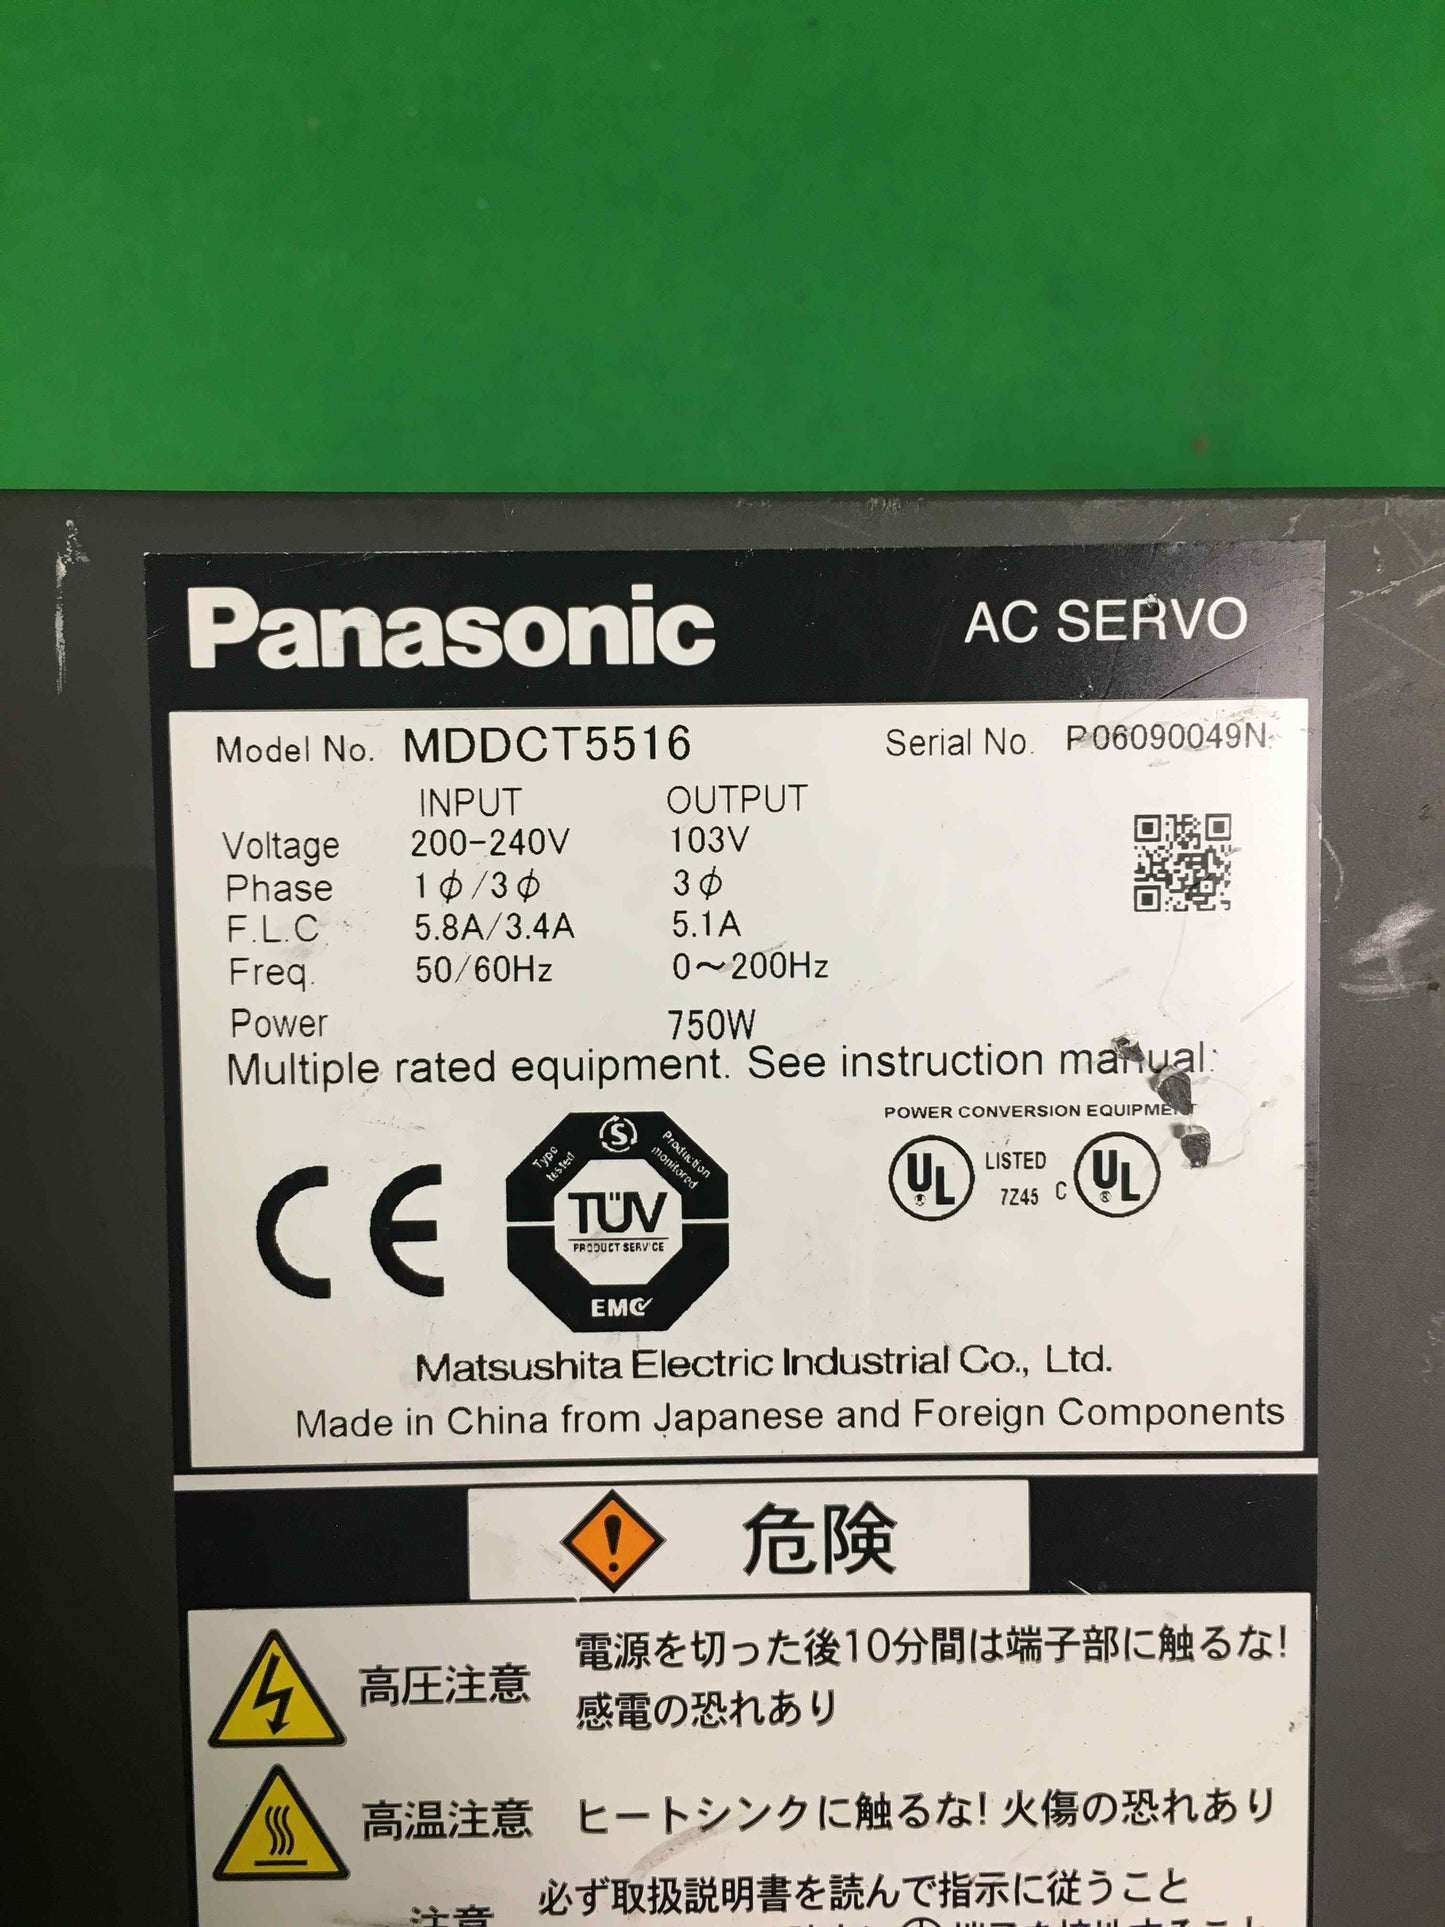 Panasonic AC SERVO
Model No. MDDCT5516 Serial No. P06090049N
INPUT OUTPUT
Voltage 200-240V 103V
Phase 1ϕ/3ϕ 3ϕ
F.L.C 5.8A/3.4A 5.1A
Freq. 50/60Hz 0~200Hz
Power 750W
Multiple rated equipment. See instruction manual.
POWER CONVERSION EQUIPMENT
CE
Type tested
S
Production monitored
TÜV
PRODUCT SERVICE
EMC
UL LISTED 7Z45 C UL
Matsushita Electric Industrial Co., Ltd.
Made in China from Japanese and Foreign Components
危険
高圧注意
電源を切った後10分間は端子部に触るな!
感電の恐れあり
高温注意 ヒートシンクに触るな! 火傷の恐れあり
注意 必ず取扱説明書を読んで指示に従うこと